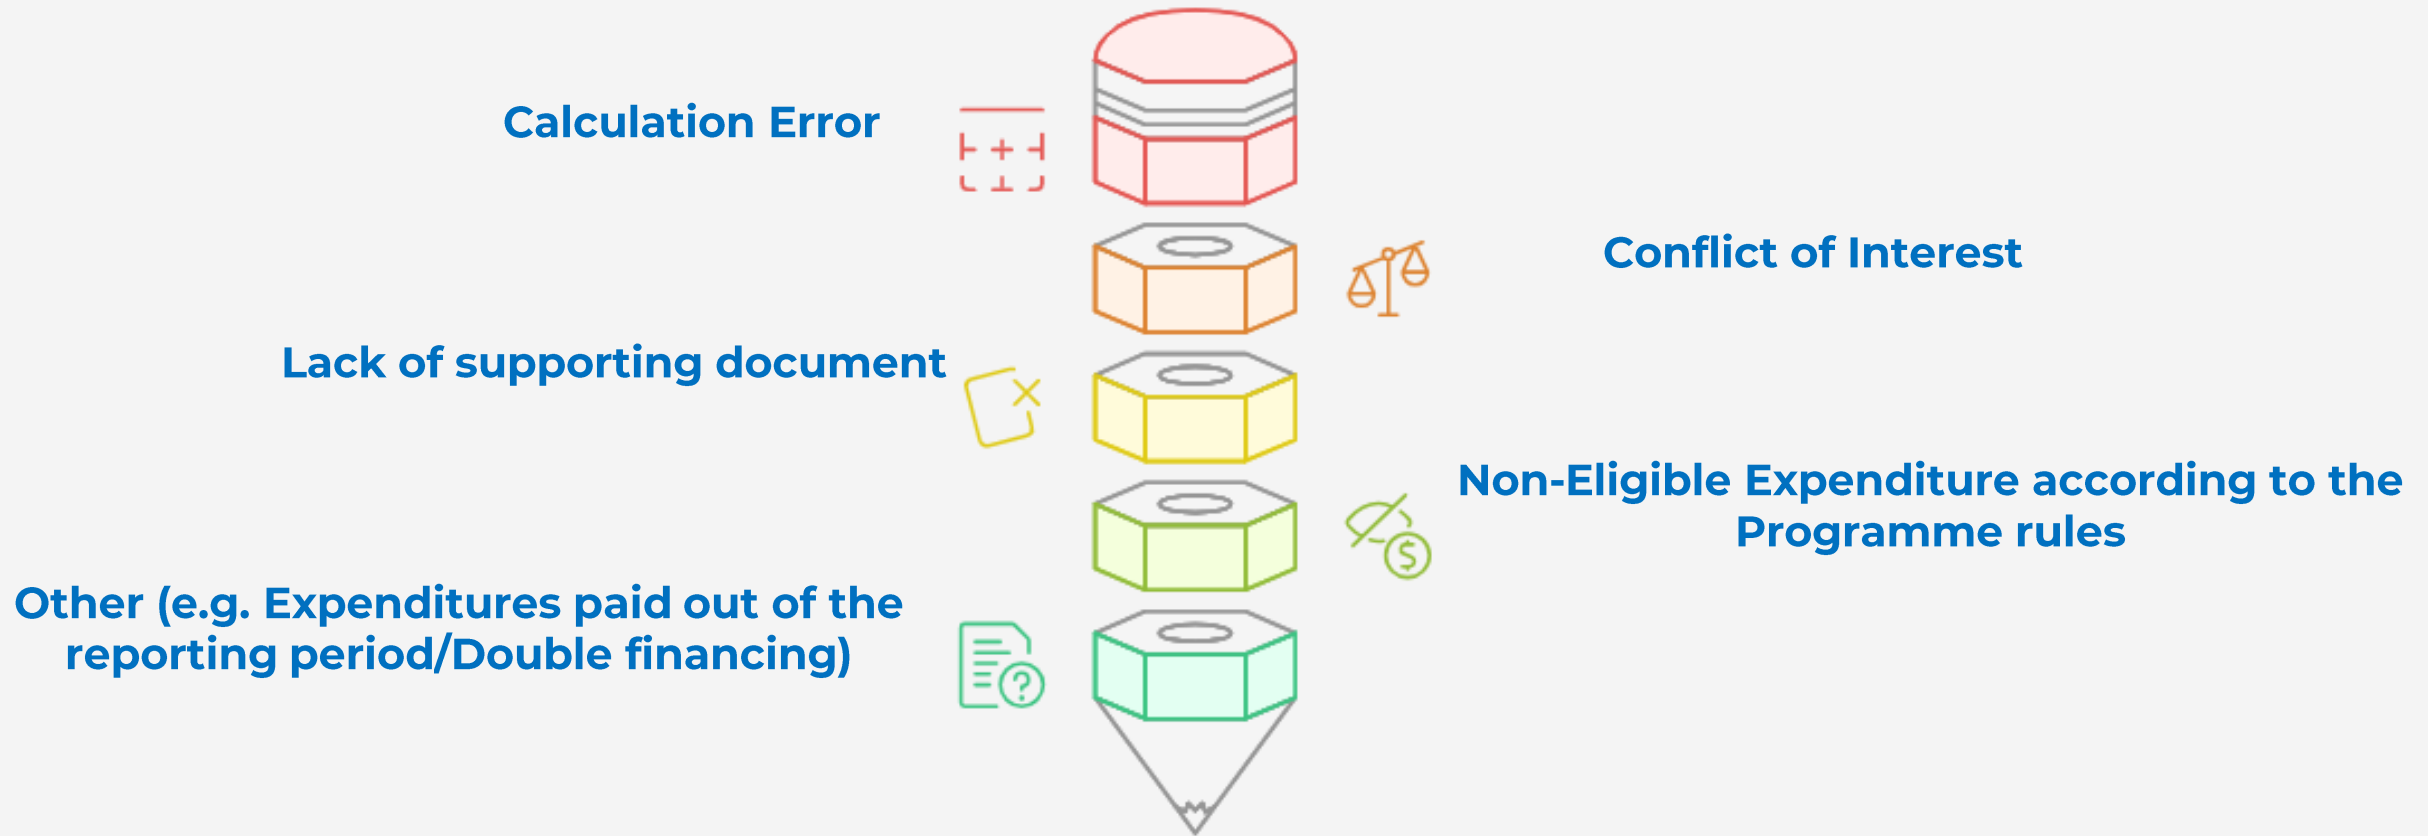 Calculation Error
Conflict of Interest
Lack of supporting document
Non-Eligible Expenditure according to the
Programme rules
Other (e.g. Expenditures paid out of the
reporting period/Double financing)